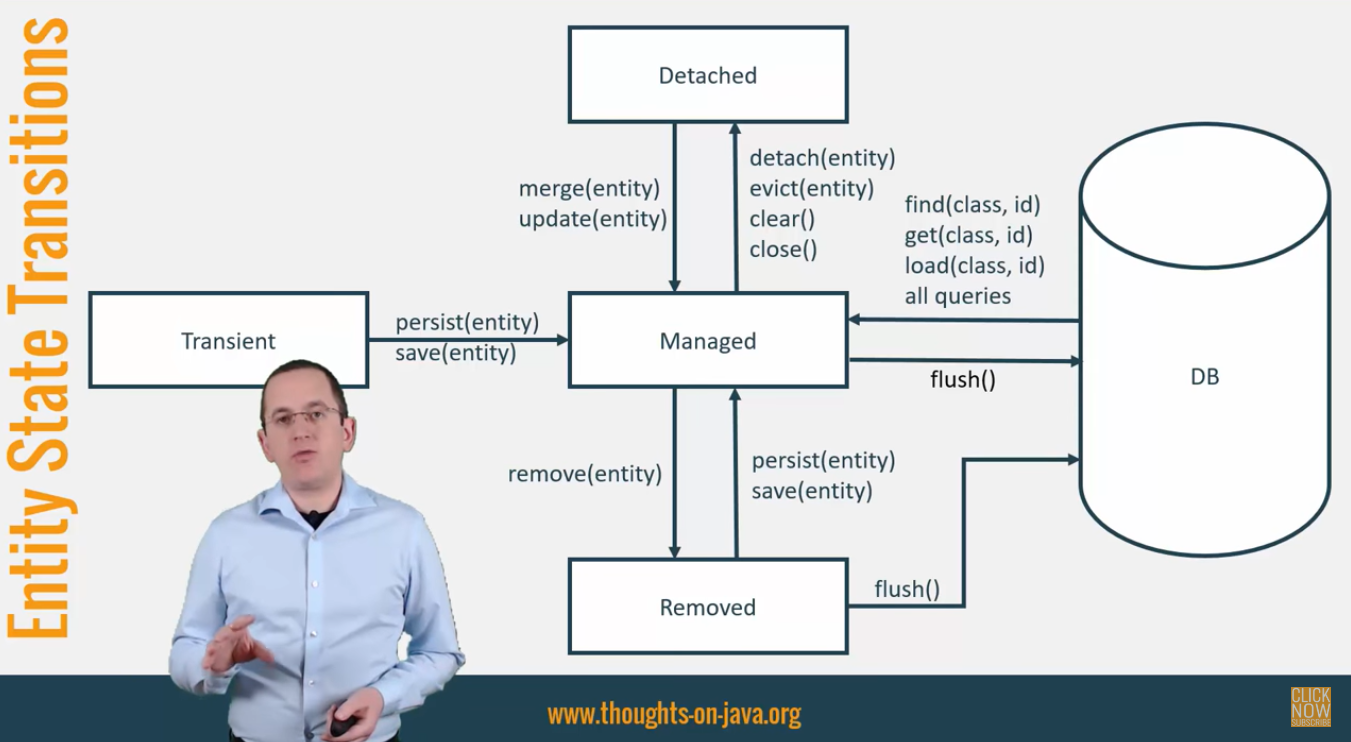 Entity State Transitions
Detached
merge(entity)
update(entity)
detach(entity)
evict(entity)
clear()
close()
find(class, id)
get(class, id)
load(class, id)
all queries
Transient
persist(entity)
save(entity)
Managed
flush()
DB
remove(entity)
persist(entity)
save(entity)
Removed
flush()
www.thoughts-on-java.org
CLICK
NOW
SUBSCRIBE